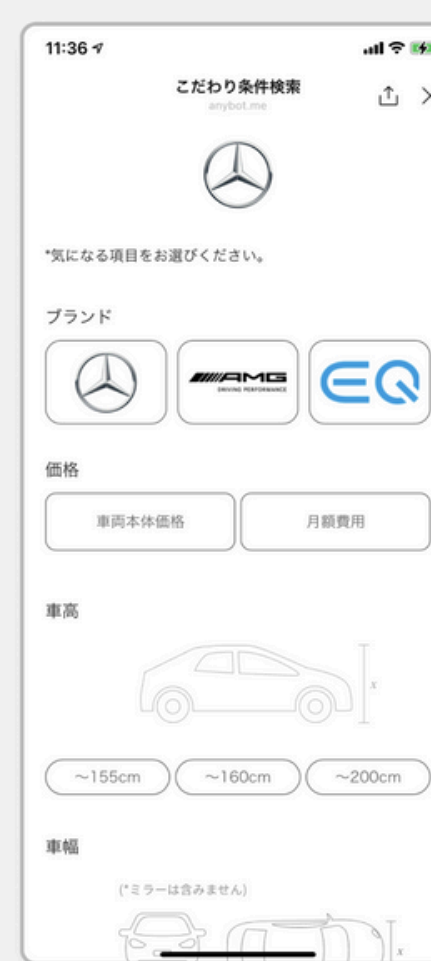 11:36
こだわり条件検索
anybot.me
*気になる項目をお選びください。
ブランド
AMG
DRIVING PERFORMANCE
EQ
価格
車両本体価格
月額費用
車高
x
〜155cm
〜160cm
〜200cm
車幅
(*ミラーは含みません)
x